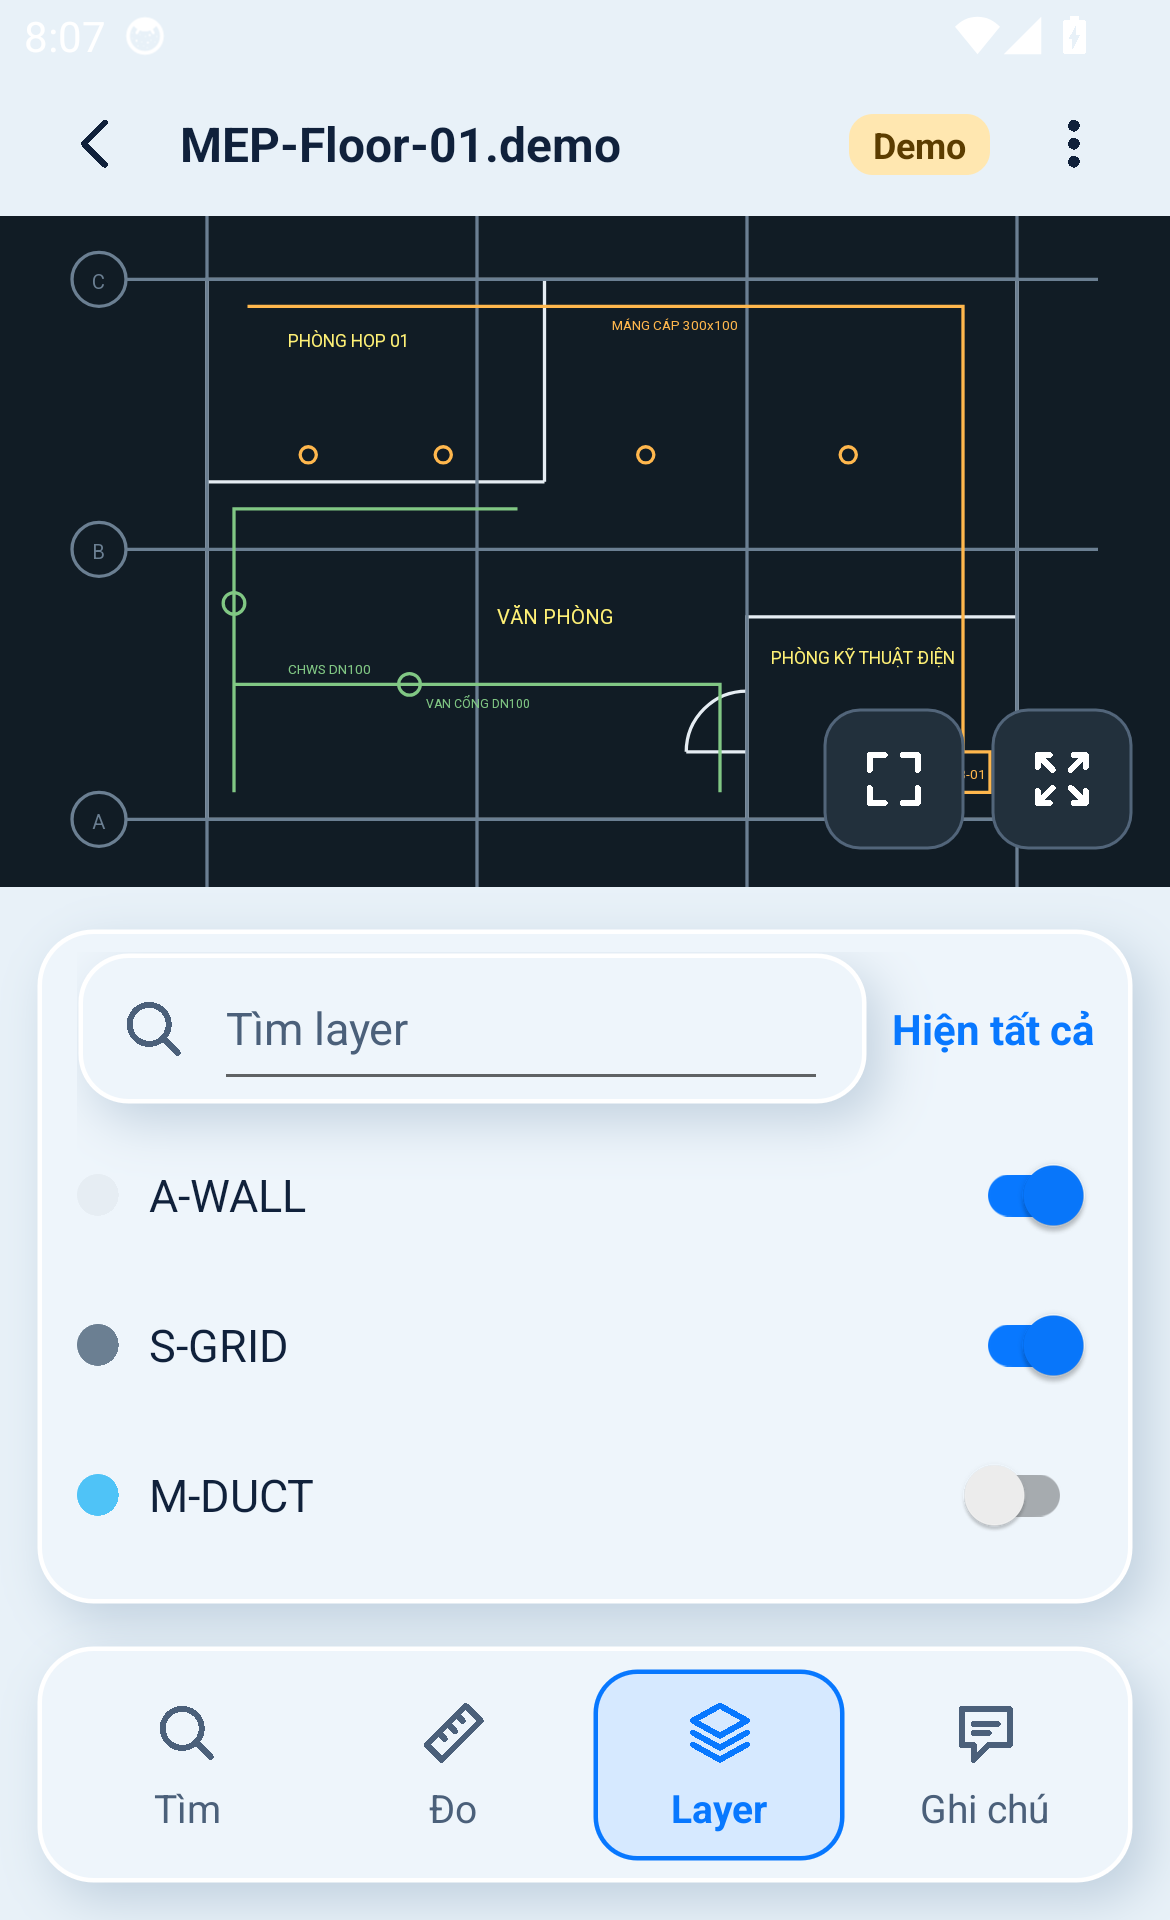 8:07
MEP-Floor-01.demo
Demo
C
MÁNG CÁP 300x100
PHÒNG HỌP 01
B
VĂN PHÒNG
PHÒNG KỸ THUẬT ĐIỆN
CHWS DN100
VAN CỔNG DN100
-01
A
Tìm layer
Hiện tất cả
A-WALL
S-GRID
M-DUCT
Tìm
Đo
Layer
Ghi chú